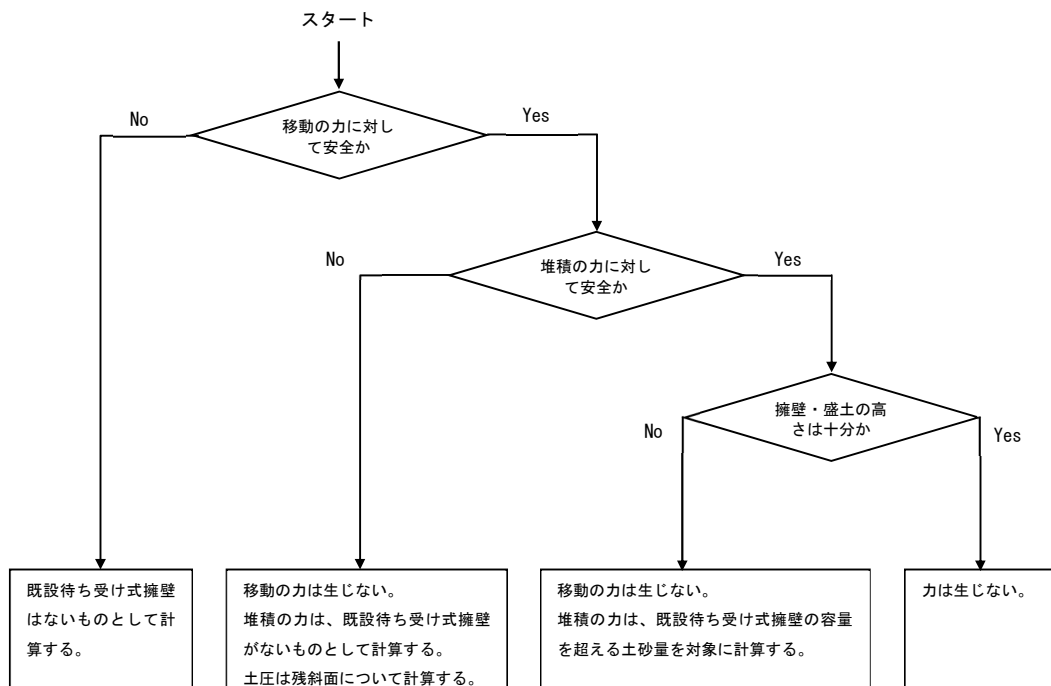 スタート
No
Yes
移動の力に対し
て安全か
No
Yes
堆積の力に対し
て安全か
No
Yes
擁壁・盛土の高
さは十分か
既設待ち受け式擁壁
はないものとして計
算する。
移動の力は生じない。
堆積の力は、既設待ち受け式擁壁
がないものとして計算する。
土圧は残斜面について計算する。
移動の力は生じない。
堆積の力は、既設待ち受け式擁壁の容量
を超える土砂量を対象に計算する。
力は生じない。